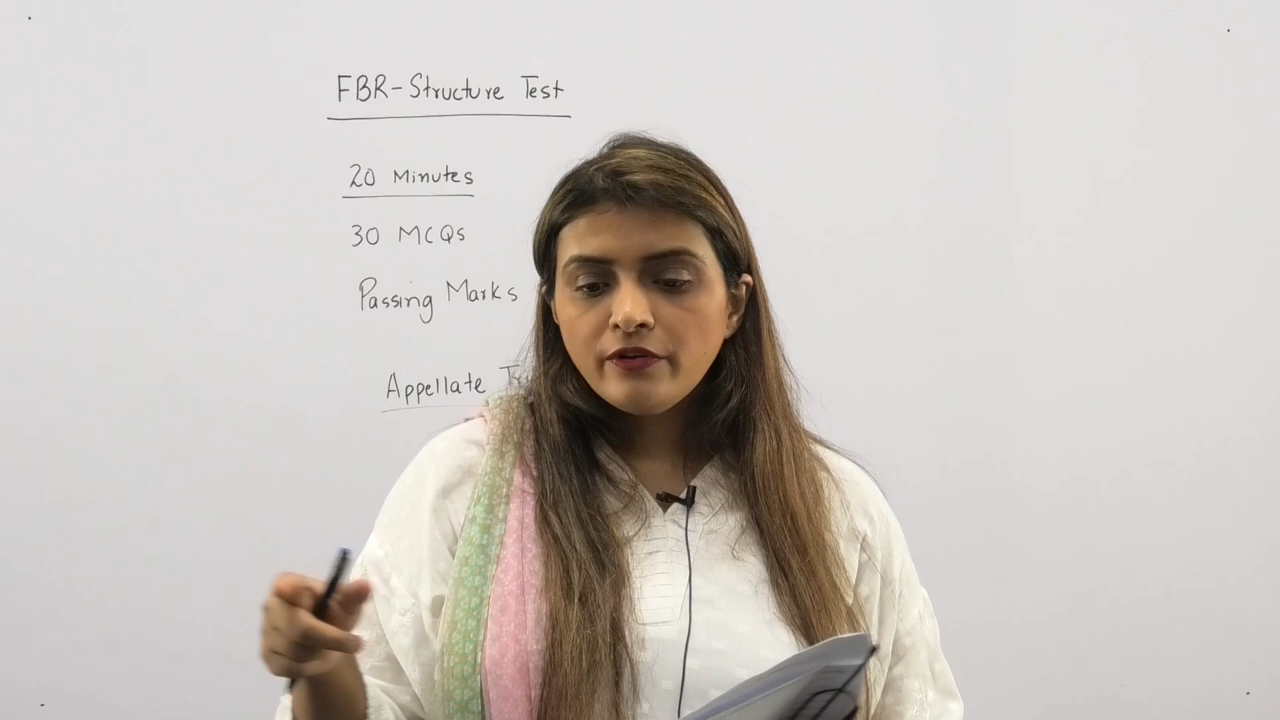 FBR-Structure Test
20 Minutes
30 MCQs
Passing Marks
Appellate